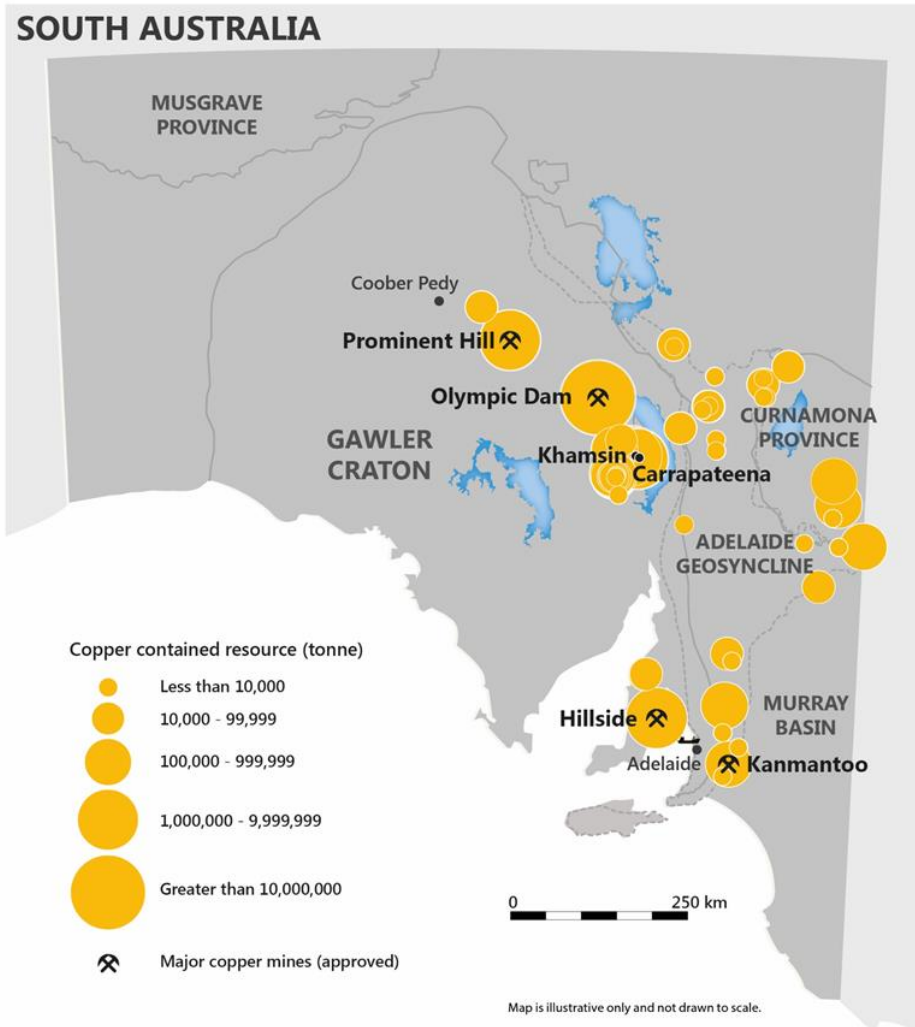 SOUTH AUSTRALIA
MUSGRAVE
PROVINCE
Coober Pedy
Prominent Hill
Olympic Dam
CURNAMONA
PROVINCE
GAWLER
CRATON
Khamsin
Carrapateena
ADELAIDE
GEOSYNCLINE
Copper contained resource (tonne)
Less than 10,000
10,000 - 99,999
100,000 - 999,999
1,000,000 - 9,999,999
Greater than 10,000,000
Major copper mines (approved)
Hillside
MURRAY
BASIN
Adelaide
Kanmantoo
0
250 km
Map is illustrative only and not drawn to scale.